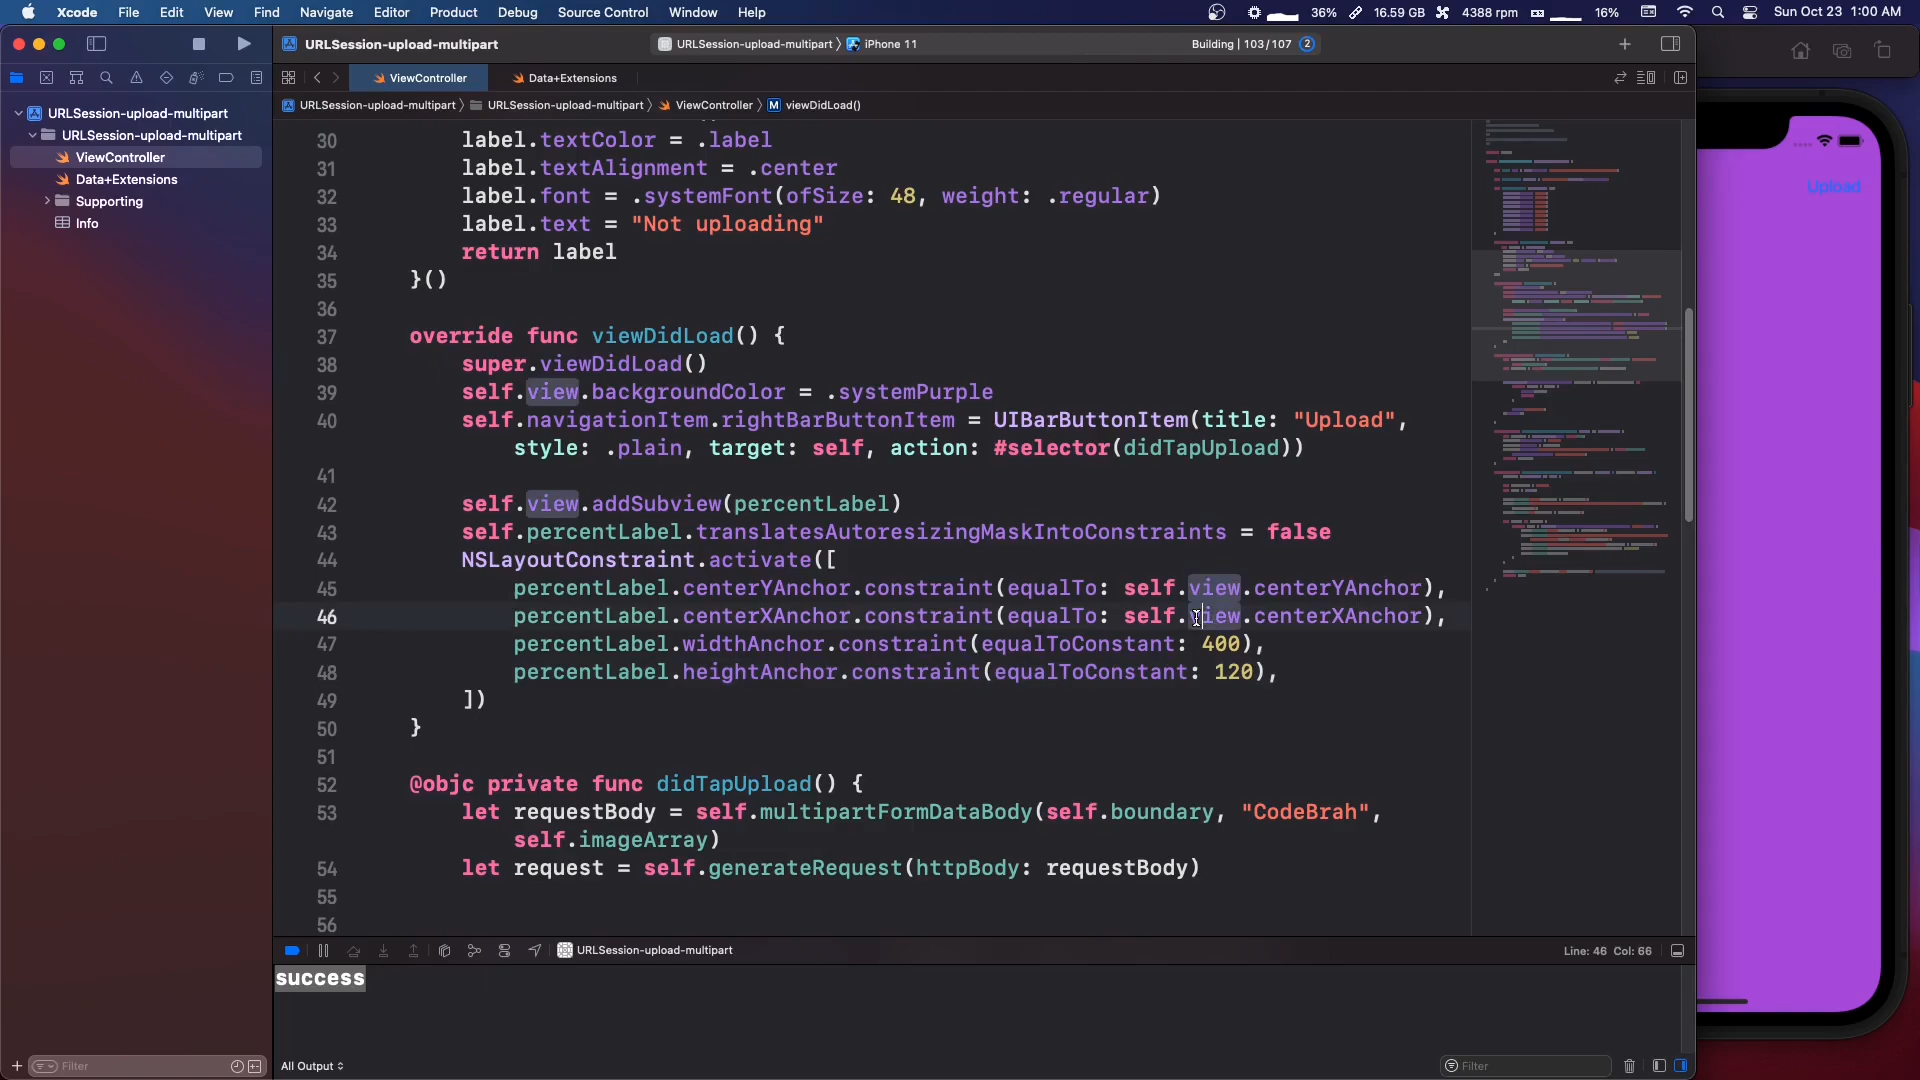 Xcode File Edit View Find Navigate Editor Product Debug Source Control Window Help 36% 16.59 GB 4388 rpm 16% Sun Oct 23 1:00 AM
URLSession-upload-multipart URLSession-upload-multipart iPhone 11 Building | 103/107 2
ViewController Data+Extensions
URLSession-upload-multipart URLSession-upload-multipart ViewController M viewDidLoad()
URLSession-upload-multipart
URLSession-upload-multipart
ViewController
Data+Extensions
Supporting
Info
30 label.textColor = .label
31 label.textAlignment = .center
32 label.font = .systemFont(ofSize: 48, weight: .regular)
33 label.text = "Not uploading"
34 return label
35 }()
36
37 override func viewDidLoad() {
38 super.viewDidLoad()
39 self.view.backgroundColor = .systemPurple
40 self.navigationItem.rightBarButtonItem = UIBarButtonItem(title: "Upload",
style: .plain, target: self, action: #selector(didTapUpload))
41
42 self.view.addSubview(percentLabel)
43 self.percentLabel.translatesAutoresizingMaskIntoConstraints = false
44 NSLayoutConstraint.activate([
45 percentLabel.centerYAnchor.constraint(equalTo: self.view.centerYAnchor),
46 percentLabel.centerXAnchor.constraint(equalTo: self.view.centerXAnchor),
47 percentLabel.widthAnchor.constraint(equalToConstant: 400),
48 percentLabel.heightAnchor.constraint(equalToConstant: 120),
49 ])
50 }
51
52 @objc private func didTapUpload() {
53 let requestBody = self.multipartFormDataBody(self.boundary, "CodeBrah",
self.imageArray)
54 let request = self.generateRequest(httpBody: requestBody)
55
56
Upload
URLSession-upload-multipart Line: 46 Col: 66
success
Filter All Output Filter